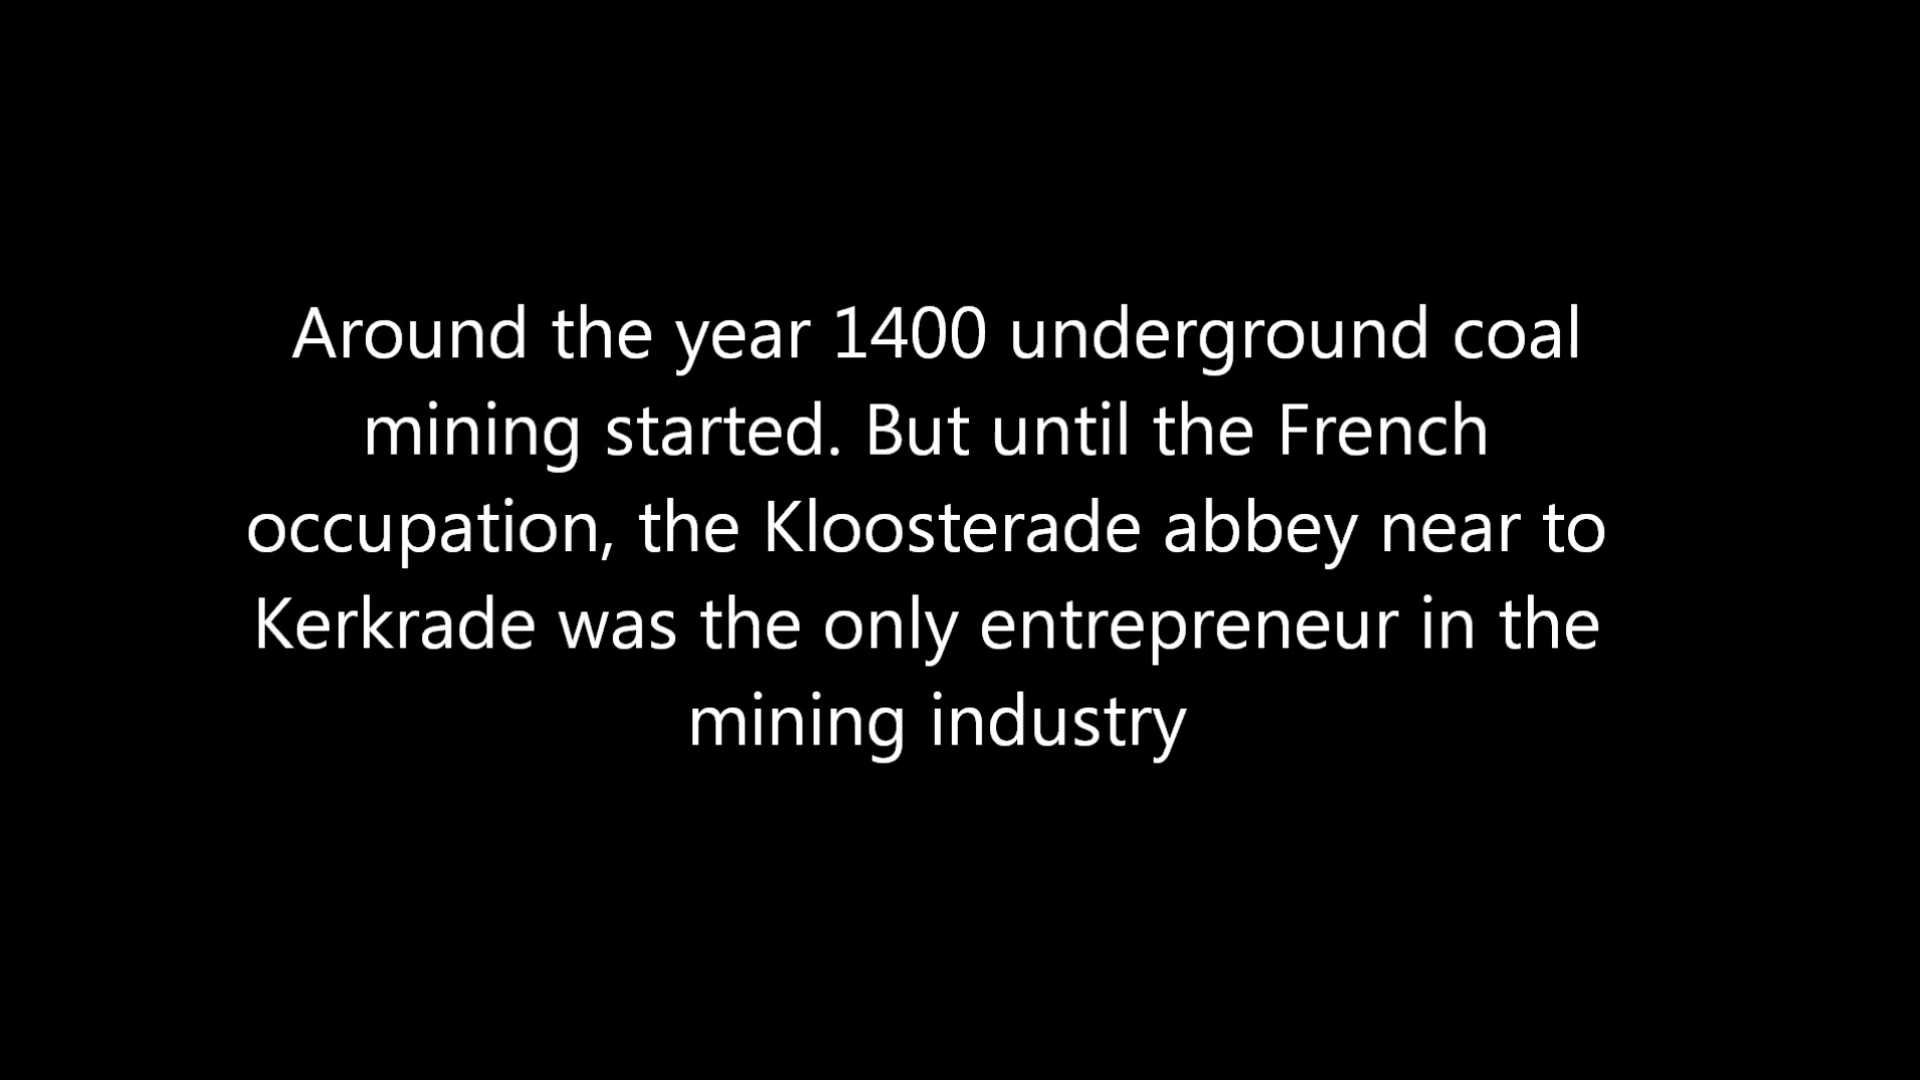 Around the year 1400 underground coal
mining started. But until the French
occupation, the Kloosterade abbey near to
Kerkrade was the only entrepreneur in the
mining industry